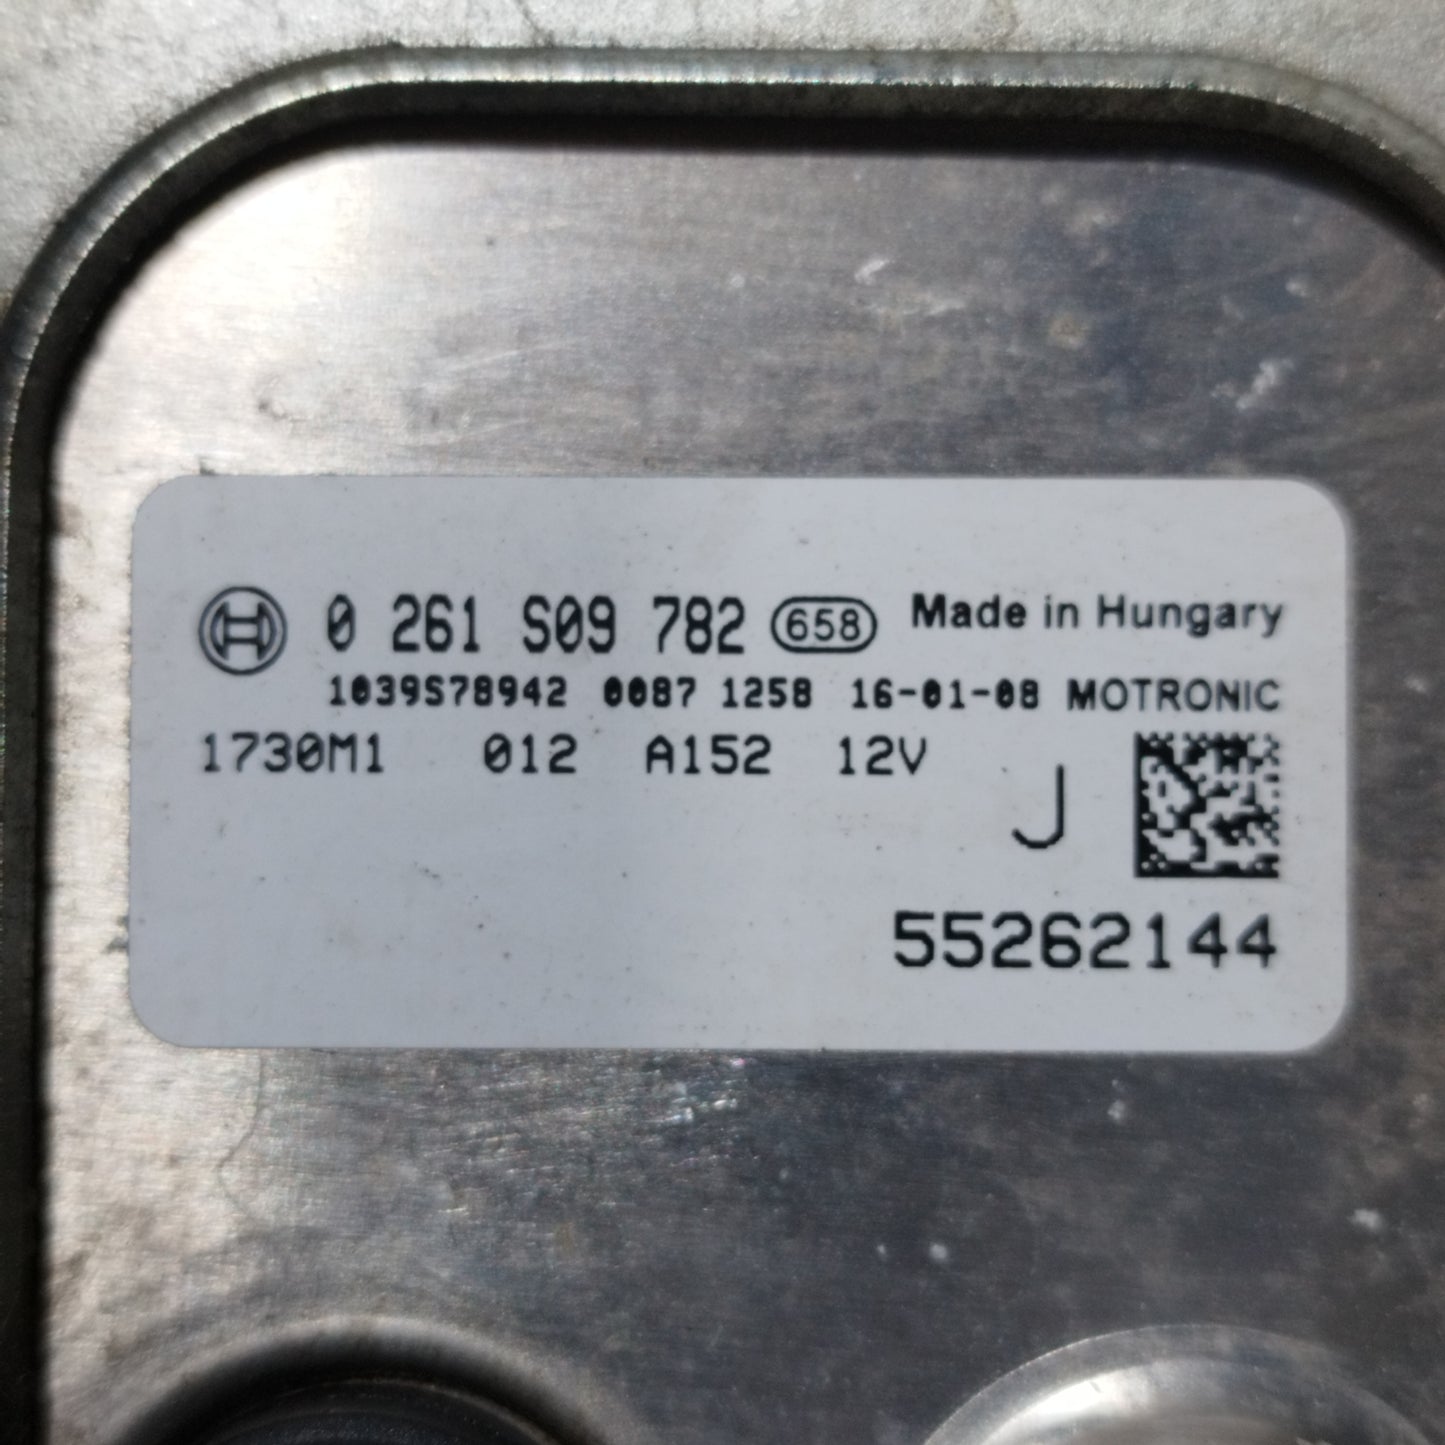 0 261 S09 782 658 Made in Hungary
1039S78942 0087 1258 16-01-08 MOTRONIC
1730M1 012 A152 12V
J
55262144